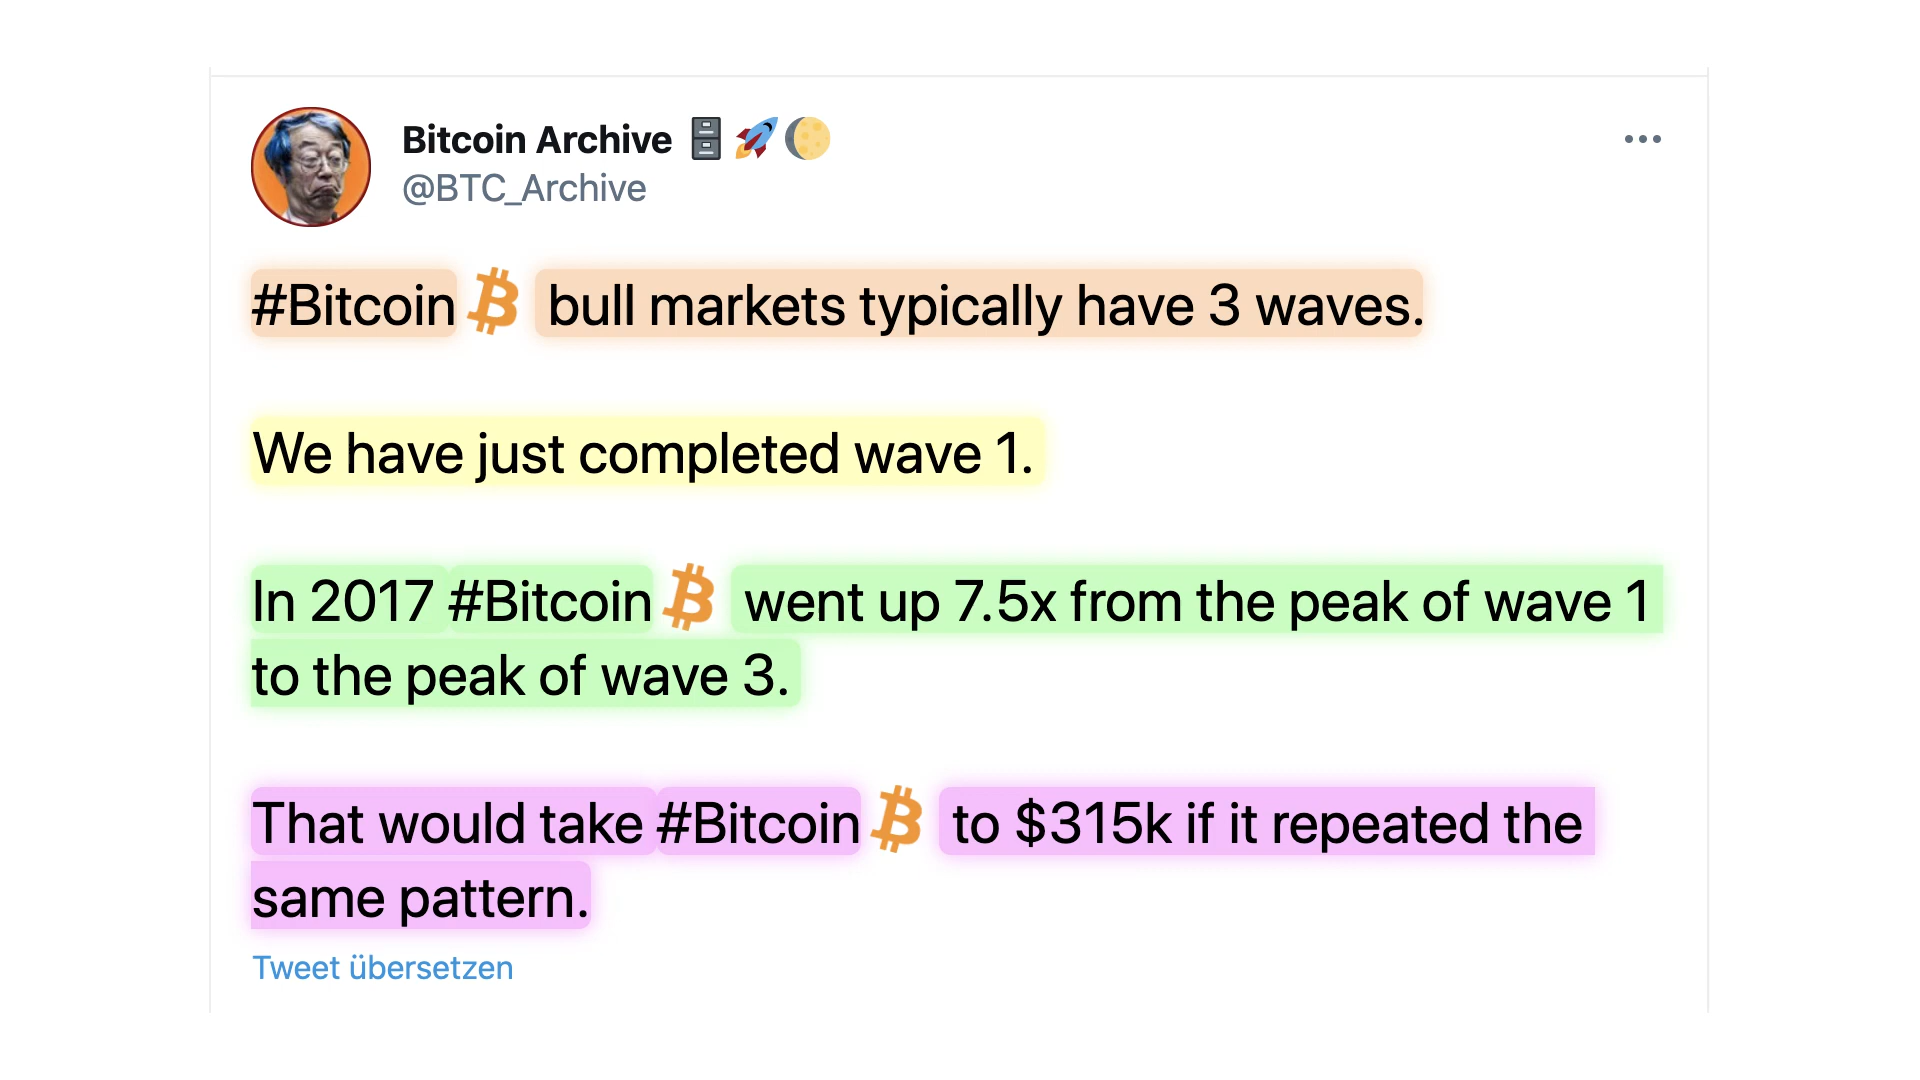 Bitcoin Archive 🗄️🚀🌔
@BTC_Archive
#Bitcoin ₿ bull markets typically have 3 waves.
We have just completed wave 1.
In 2017 #Bitcoin ₿ went up 7.5x from the peak of wave 1
to the peak of wave 3.
That would take #Bitcoin ₿ to $315k if it repeated the
same pattern.
Tweet übersetzen